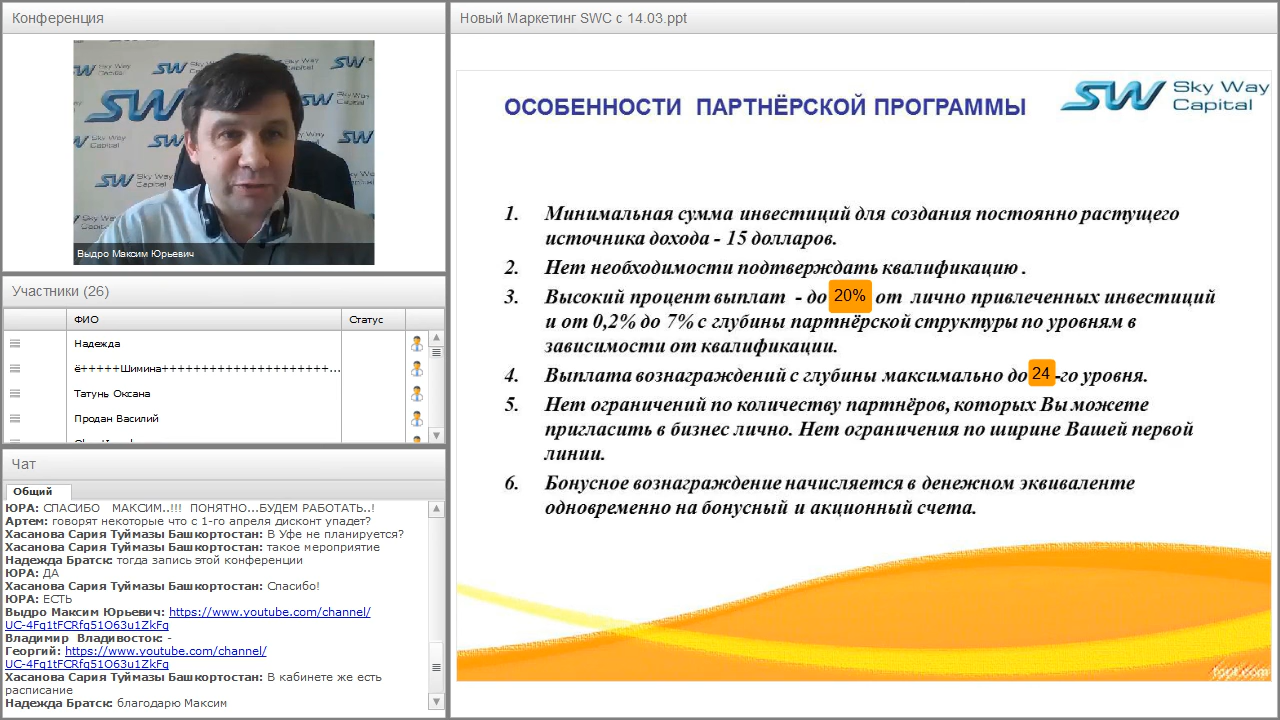 Конференция
SW Sky Way Capital
Выдро Максим Юрьевич
Участники (26)
ФИО
Статус
Надежда
ё+++++Шимина+++++++++++++++++++++++...
Татунь Оксана
Продан Василий
Чат
Общий
ЮРА: СПАСИБО МАКСИМ..!!! ПОНЯТНО...БУДЕМ РАБОТАТЬ..!
Артем: говорят некоторые что с 1-го апреля дисконт упадет?
Хасанова Сария Туймазы Башкортостан: В Уфе не планируется?
Хасанова Сария Туймазы Башкортостан: такое мероприятие
Надежда Братск: тогда запись этой конференции
ЮРА: ДА
Хасанова Сария Туймазы Башкортостан: Спасибо!
ЮРА: ЕСТЬ
Выдро Максим Юрьевич: https://www.youtube.com/channel/
UC-4Fq1tFCRfq51O63u1ZkFg
Владимир Владивосток: -
Георгий: https://www.youtube.com/channel/
UC-4Fq1tFCRfq51O63u1ZkFg
Хасанова Сария Туймазы Башкортостан: В кабинете же есть
расписание
Надежда Братск: благодарю Максим
Новый Маркетинг SWC с 14.03.ppt
ОСОБЕННОСТИ ПАРТНЁРСКОЙ ПРОГРАММЫ
SW Sky Way
Capital
1. Минимальная сумма инвестиций для создания постоянно растущего
источника дохода - 15 долларов.
2. Нет необходимости подтверждать квалификацию .
3. Высокий процент выплат - до 20% от лично привлеченных инвестиций
и от 0,2% до 7% с глубины партнёрской структуры по уровням в
зависимости от квалификации.
4. Выплата вознаграждений с глубины максимально до 24 -го уровня.
5. Нет ограничений по количеству партнёров, которых Вы можете
пригласить в бизнес лично. Нет ограничения по ширине Вашей первой
линии.
6. Бонусное вознаграждение начисляется в денежном эквиваленте
одновременно на бонусный и акционный счета.
fppt.com